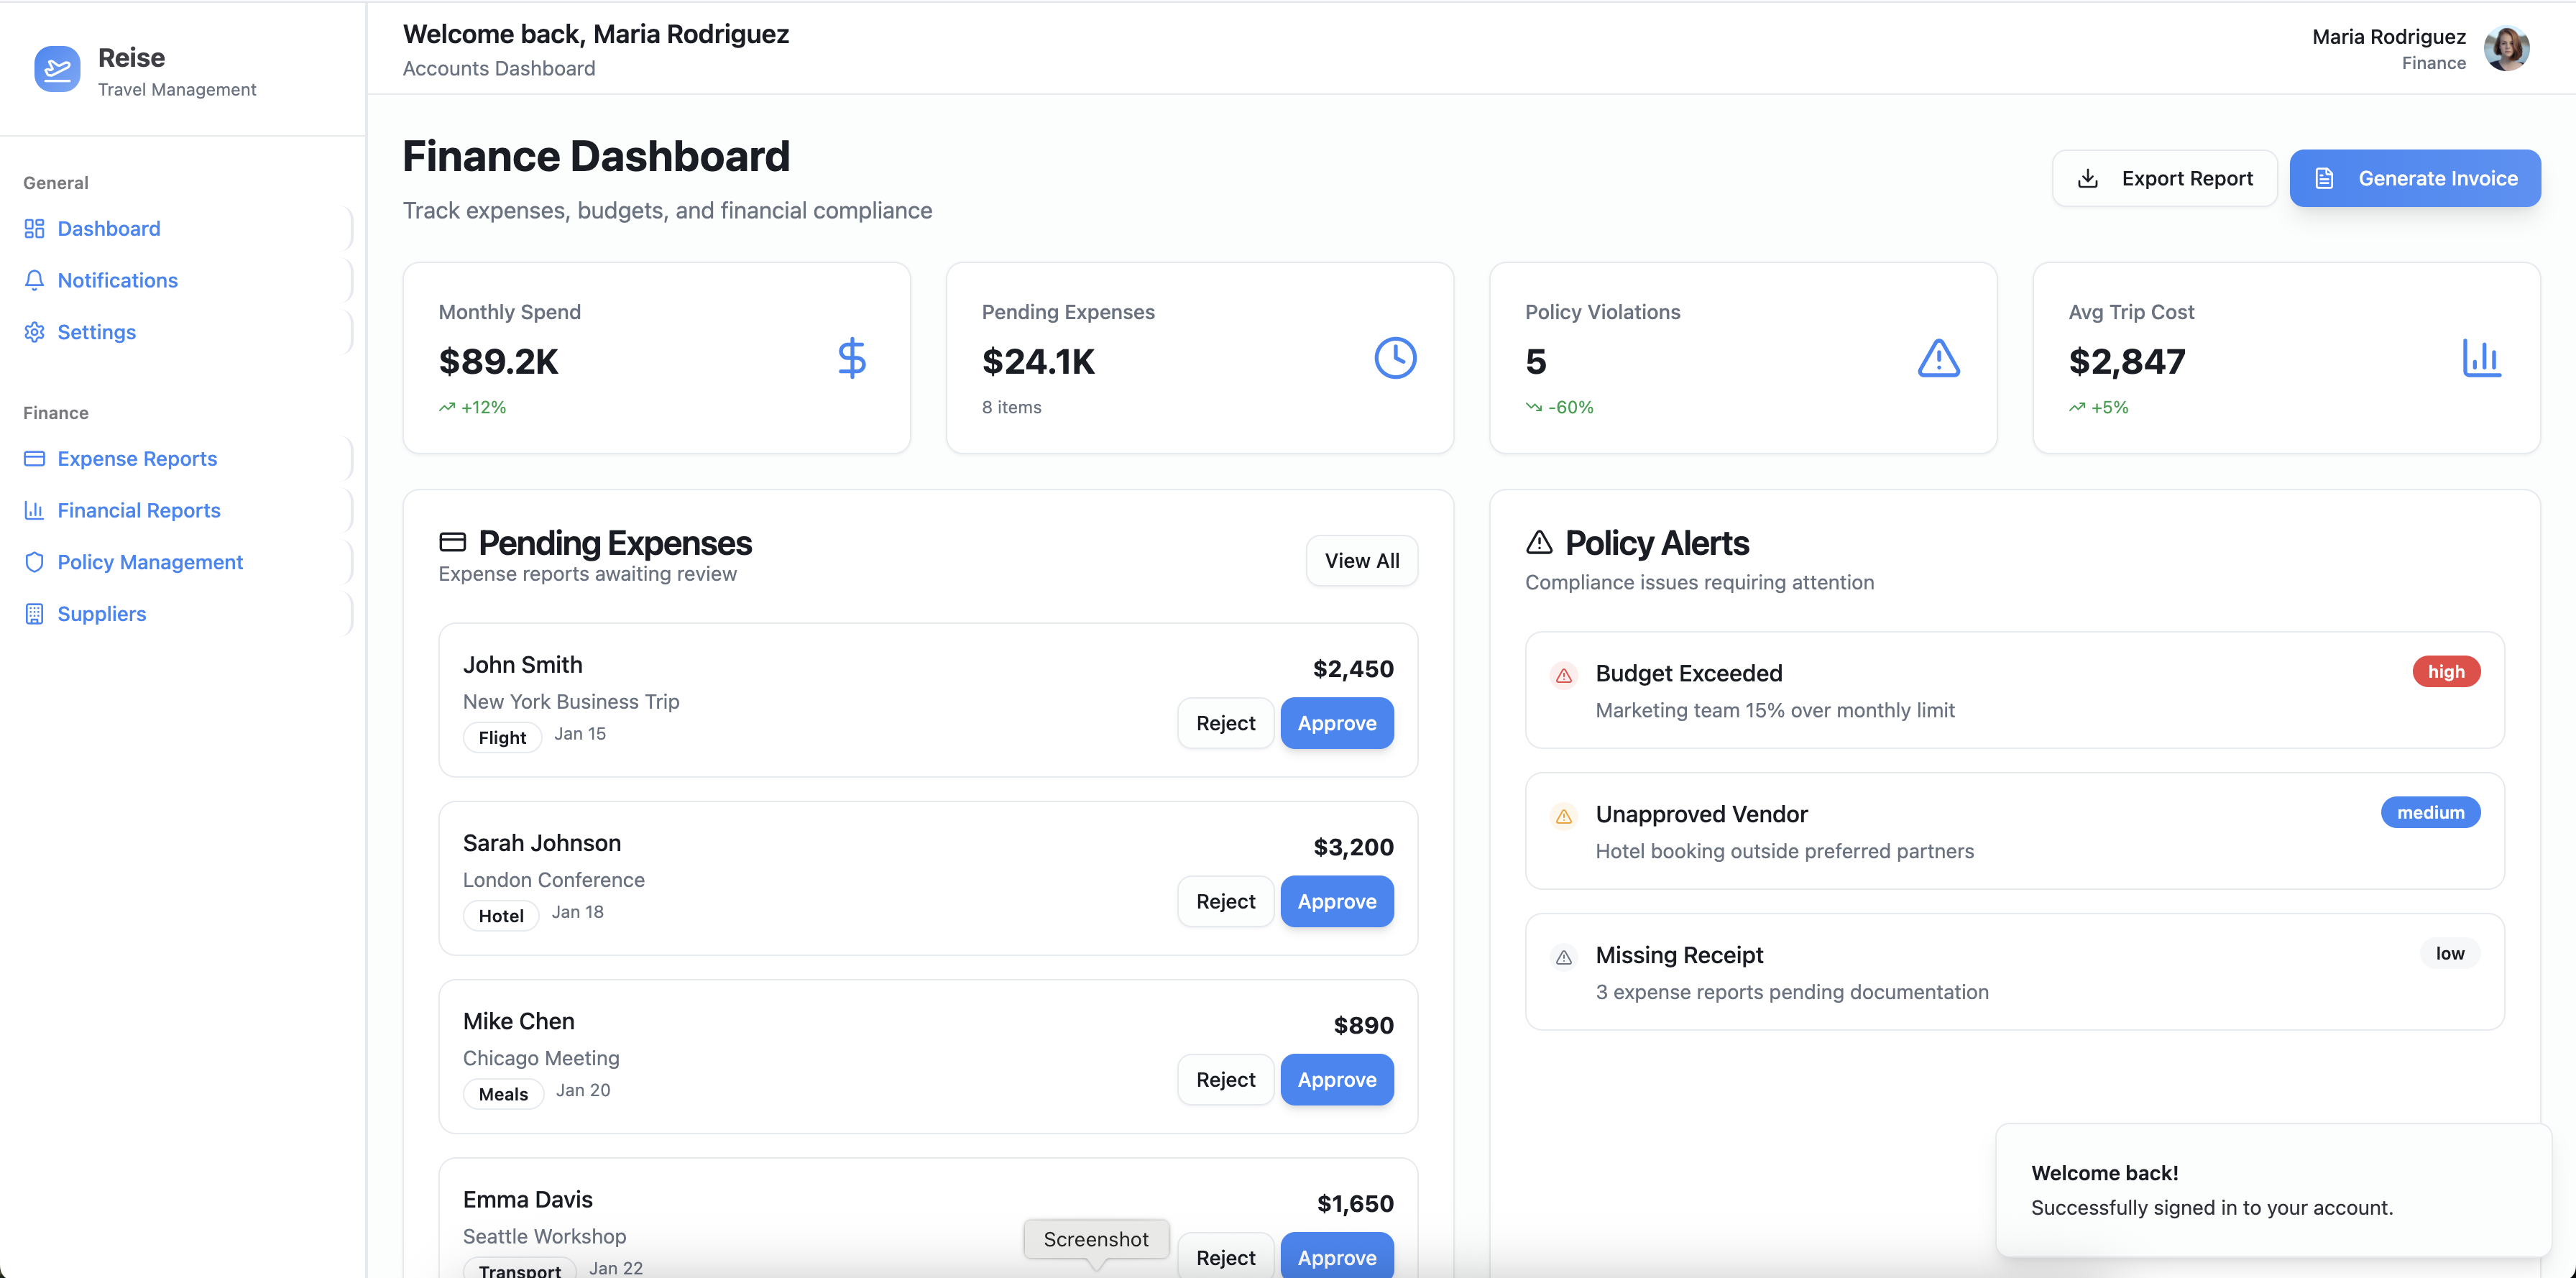 Reise
Travel Management
General
Dashboard
Notifications
Settings
Finance
Expense Reports
Financial Reports
Policy Management
Suppliers
Welcome back, Maria Rodriguez
Accounts Dashboard
Maria Rodriguez
Finance
Finance Dashboard
Track expenses, budgets, and financial compliance
Export Report
Generate Invoice
Monthly Spend
$89.2K
+12%
Pending Expenses
$24.1K
8 items
Policy Violations
5
-60%
Avg Trip Cost
$2,847
+5%
Pending Expenses
Expense reports awaiting review
View All
John Smith
$2,450
New York Business Trip
Flight Jan 15
Reject Approve
Sarah Johnson
$3,200
London Conference
Hotel Jan 18
Reject Approve
Mike Chen
$890
Chicago Meeting
Meals Jan 20
Reject Approve
Emma Davis
$1,650
Seattle Workshop
Transport Jan 22
Reject Approve
Screenshot
Policy Alerts
Compliance issues requiring attention
Budget Exceeded
high
Marketing team 15% over monthly limit
Unapproved Vendor
medium
Hotel booking outside preferred partners
Missing Receipt
low
3 expense reports pending documentation
Welcome back!
Successfully signed in to your account.